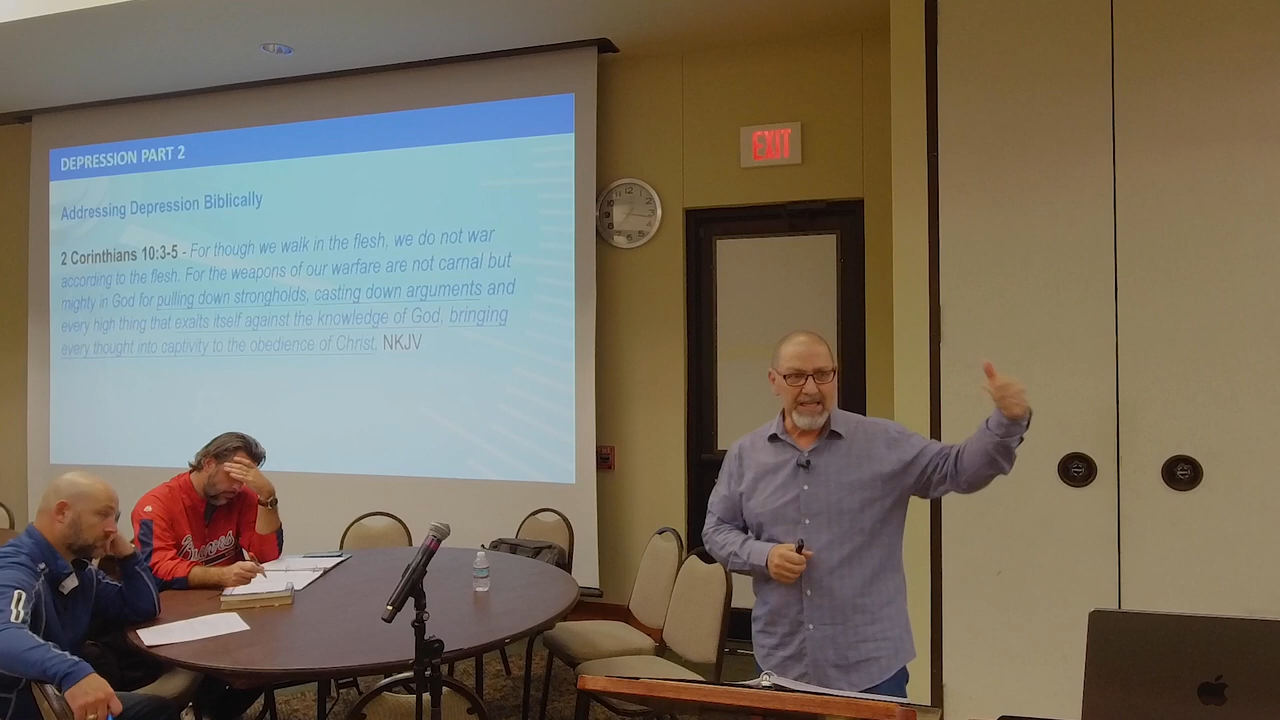 DEPRESSION PART 2
Addressing Depression Biblically
2 Corinthians 10:3-5 - For though we walk in the flesh, we do not war
according to the flesh. For the weapons of our warfare are not carnal but
mighty in God for pulling down strongholds, casting down arguments and
every high thing that exalts itself against the knowledge of God, bringing
every thought into captivity to the obedience of Christ. NKJV
EXIT
Braves